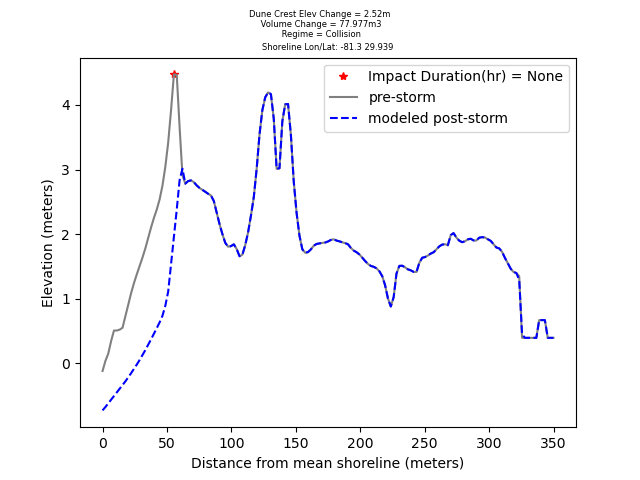 Dune Crest Elev Change = 2.52m
Volume Change = 77.977m3
Regime = Collision
Shoreline Lon/Lat: -81.3 29.939
Impact Duration(hr) = None
pre-storm
modeled post-storm
Elevation (meters)
4
3
2
1
0
0 50 100 150 200 250 300 350
Distance from mean shoreline (meters)